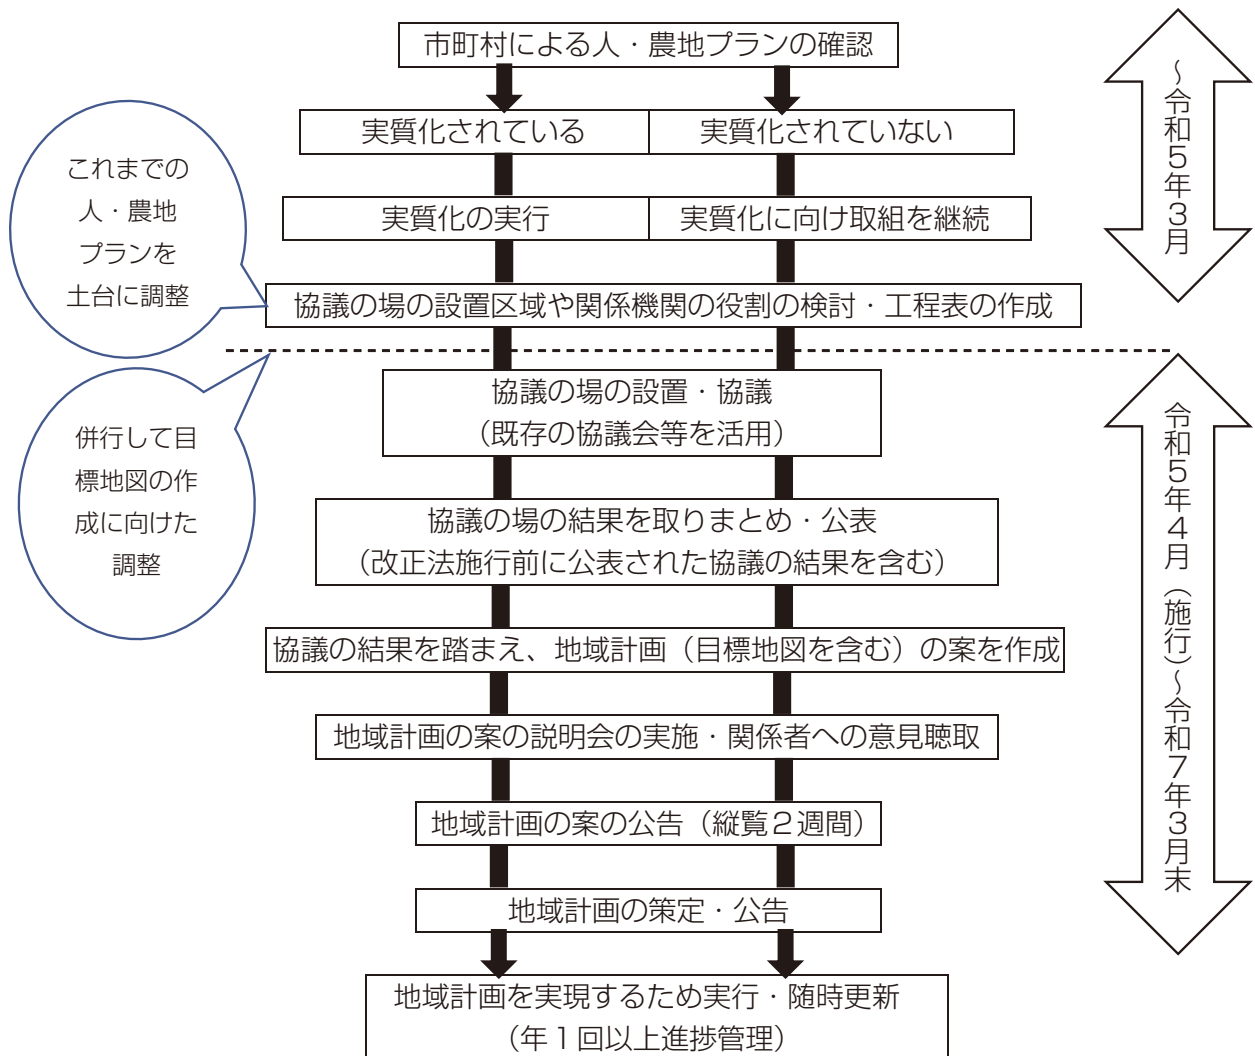 市町村による人・農地プランの確認
実質化されている
実質化されていない
実質化の実行
実質化に向け取組を継続
協議の場の設置区域や関係機関の役割の検討・工程表の作成
これまでの
人・農地
プランを
土台に調整
～令和５年３月
協議の場の設置・協議
（既存の協議会等を活用）
協議の場の結果を取りまとめ・公表
（改正法施行前に公表された協議の結果を含む）
協議の結果を踏まえ、地域計画（目標地図を含む）の案を作成
地域計画の案の説明会の実施・関係者への意見聴取
地域計画の案の公告（縦覧２週間）
地域計画の策定・公告
地域計画を実現するため実行・随時更新
（年１回以上進捗管理）
併行して目
標地図の作
成に向けた
調整
令和５年４月（施行）～令和７年３月末